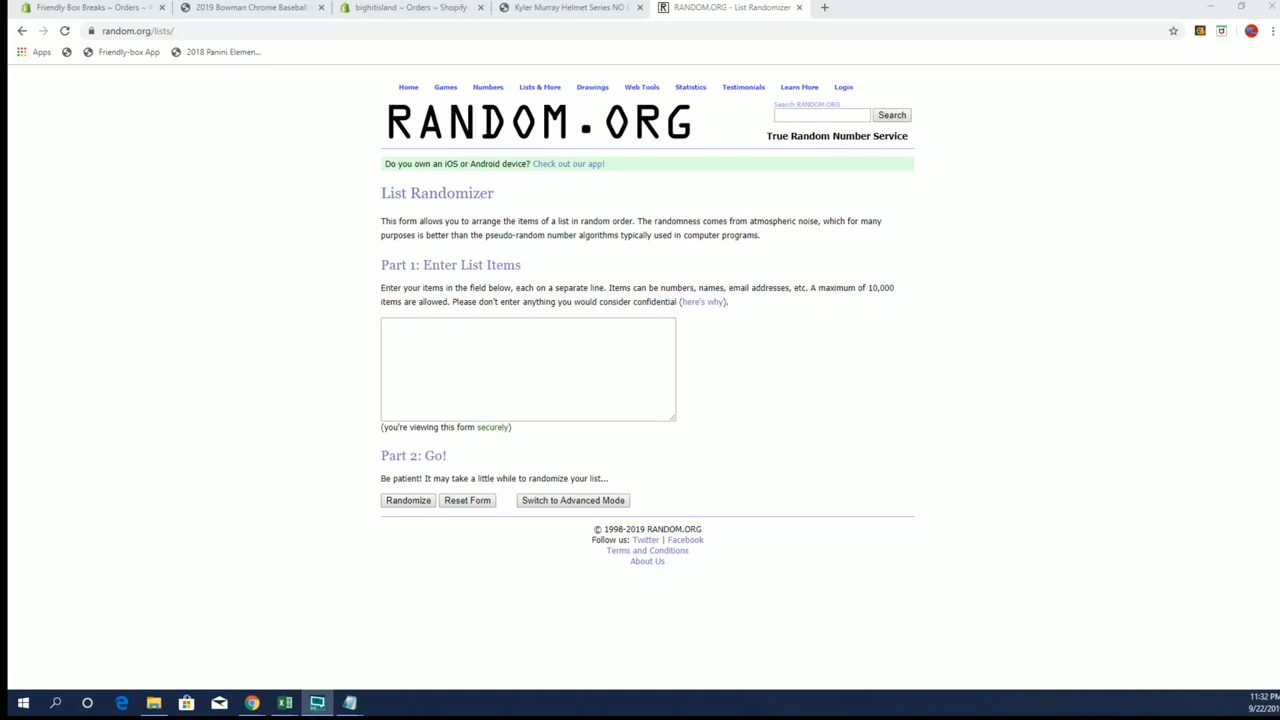 Friendly Box Breaks ~ Orders ~
2019 Bowman Chrome Baseball
bighitisland ~ Orders ~ Shopify
Kyler Murray Helmet Series NO
RANDOM.ORG - List Randomizer
random.org/lists/
Apps
Friendly-box App
2018 Panini Elemen...
Home
Games
Numbers
Lists & More
Drawings
Web Tools
Statistics
Testimonials
Learn More
Login
RANDOM.ORG
Search RANDOM.ORG
Search
True Random Number Service
Do you own an iOS or Android device? Check out our app!
List Randomizer
This form allows you to arrange the items of a list in random order. The randomness comes from atmospheric noise, which for many
purposes is better than the pseudo-random number algorithms typically used in computer programs.
Part 1: Enter List Items
Enter your items in the field below, each on a separate line. Items can be numbers, names, email addresses, etc. A maximum of 10,000
items are allowed. Please don't enter anything you would consider confidential (here's why).
(you're viewing this form securely)
Part 2: Go!
Be patient! It may take a little while to randomize your list...
Randomize
Reset Form
Switch to Advanced Mode
© 1998-2019 RANDOM.ORG
Follow us: Twitter | Facebook
Terms and Conditions
About Us
11:32 PM
9/22/201